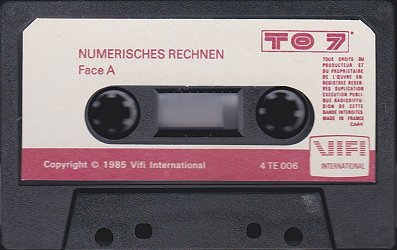 NUMERISCHES RECHNEN
Face A
TO 7
TOUS DROITS DU
PRODUCTEUR ET
DU PROPRIETAIRE
DE L'ŒUVRE EN-
REGISTREE RESER-
VES DUPLICATION
EXECUTION PUBLI-
QUE RADIODIFFU-
SION DE CETTE
BANDE INTERDITES.
MADE IN FRANCE
CAAV.
VIFI
INTERNATIONAL
Copyright © 1985 Vifi International
4 TE 006